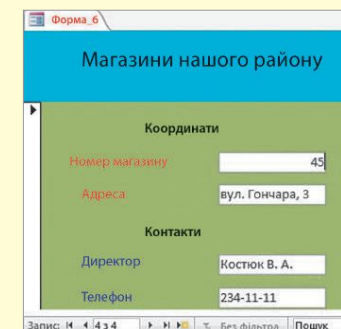 Форма_6
Магазини нашого району
Координати
Номер магазину 45
Адреса вул. Гончара, 3
Контакти
Директор Костюк В. А.
Телефон 234-11-11
Запис: 4 з 4 Без фільтра Пошук